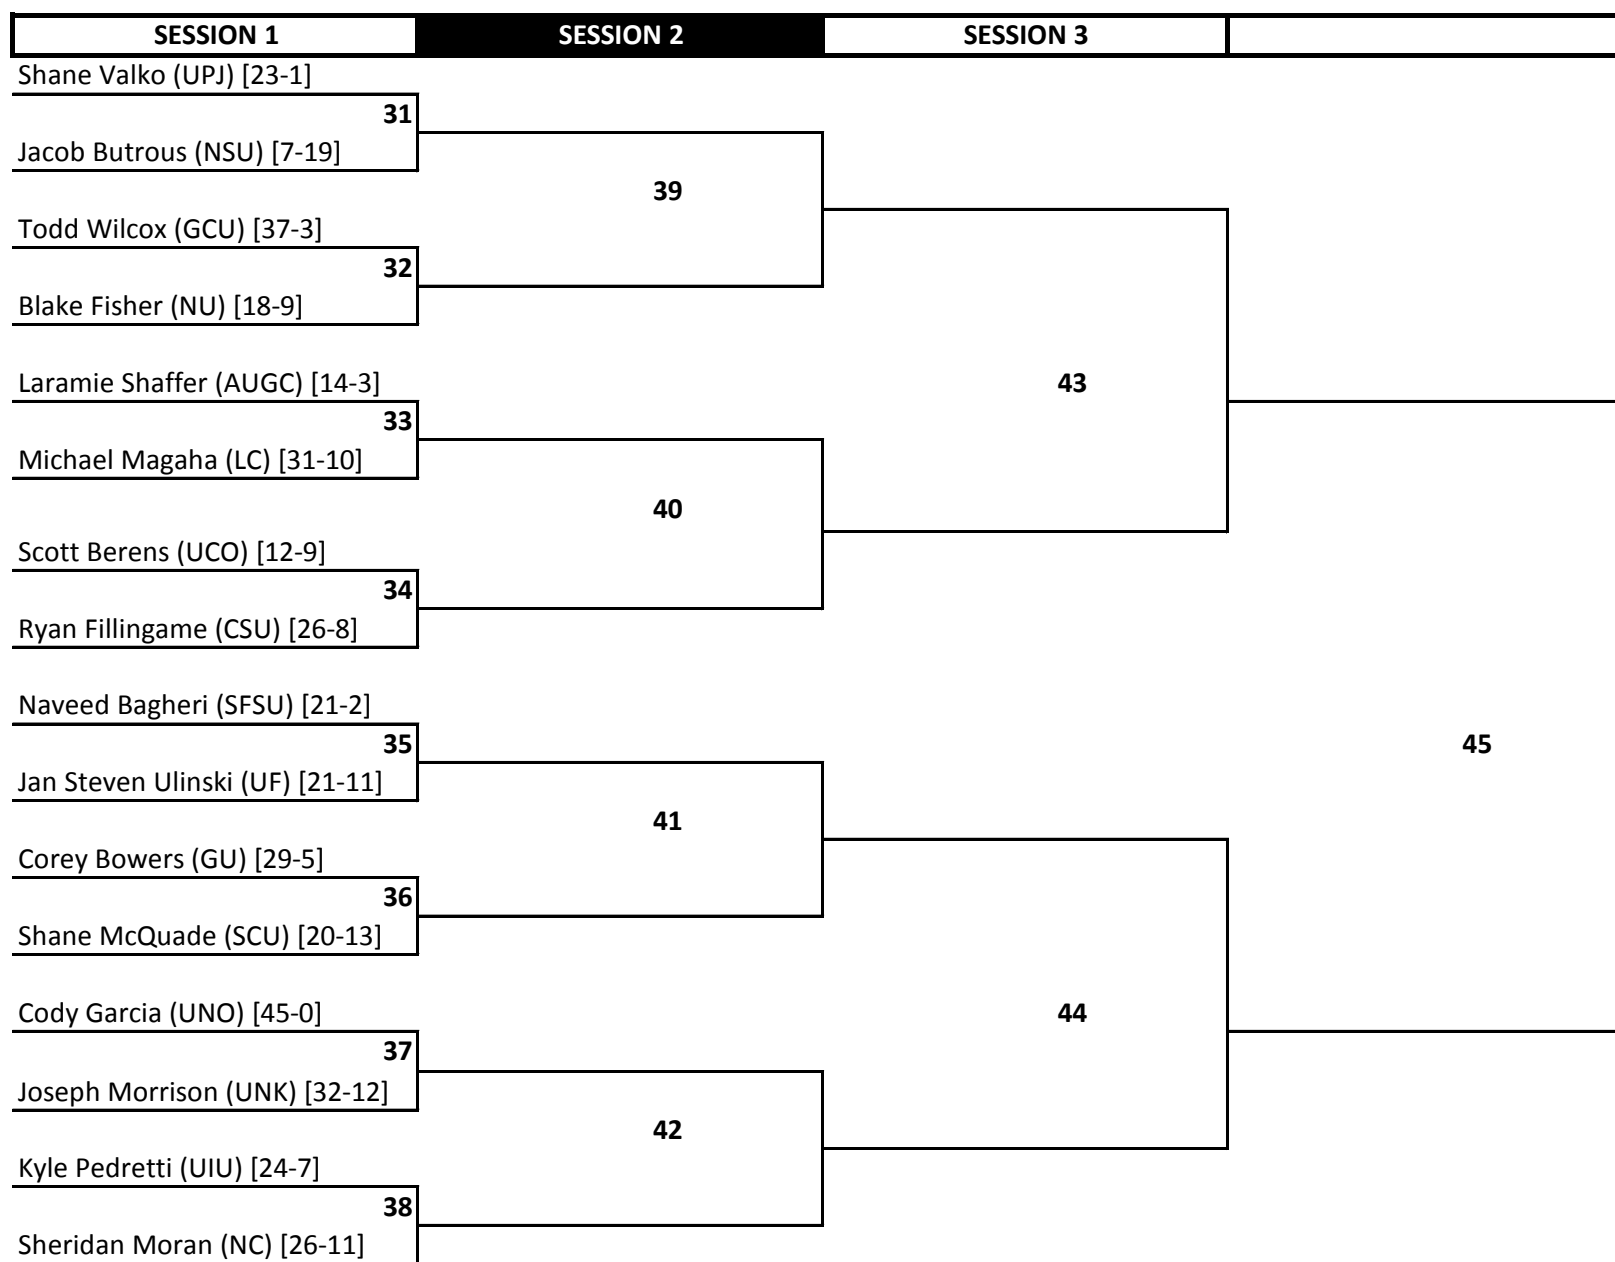 SESSION 1 SESSION 2 SESSION 3
Shane Valko (UPJ) [23-1]
31
Jacob Butrous (NSU) [7-19]
39
Todd Wilcox (GCU) [37-3]
32
Blake Fisher (NU) [18-9]
Laramie Shaffer (AUGC) [14-3]
43
33
Michael Magaha (LC) [31-10]
40
Scott Berens (UCO) [12-9]
34
Ryan Fillingame (CSU) [26-8]
Naveed Bagheri (SFSU) [21-2]
35
45
Jan Steven Ulinski (UF) [21-11]
41
Corey Bowers (GU) [29-5]
36
Shane McQuade (SCU) [20-13]
Cody Garcia (UNO) [45-0]
44
37
Joseph Morrison (UNK) [32-12]
42
Kyle Pedretti (UIU) [24-7]
38
Sheridan Moran (NC) [26-11]